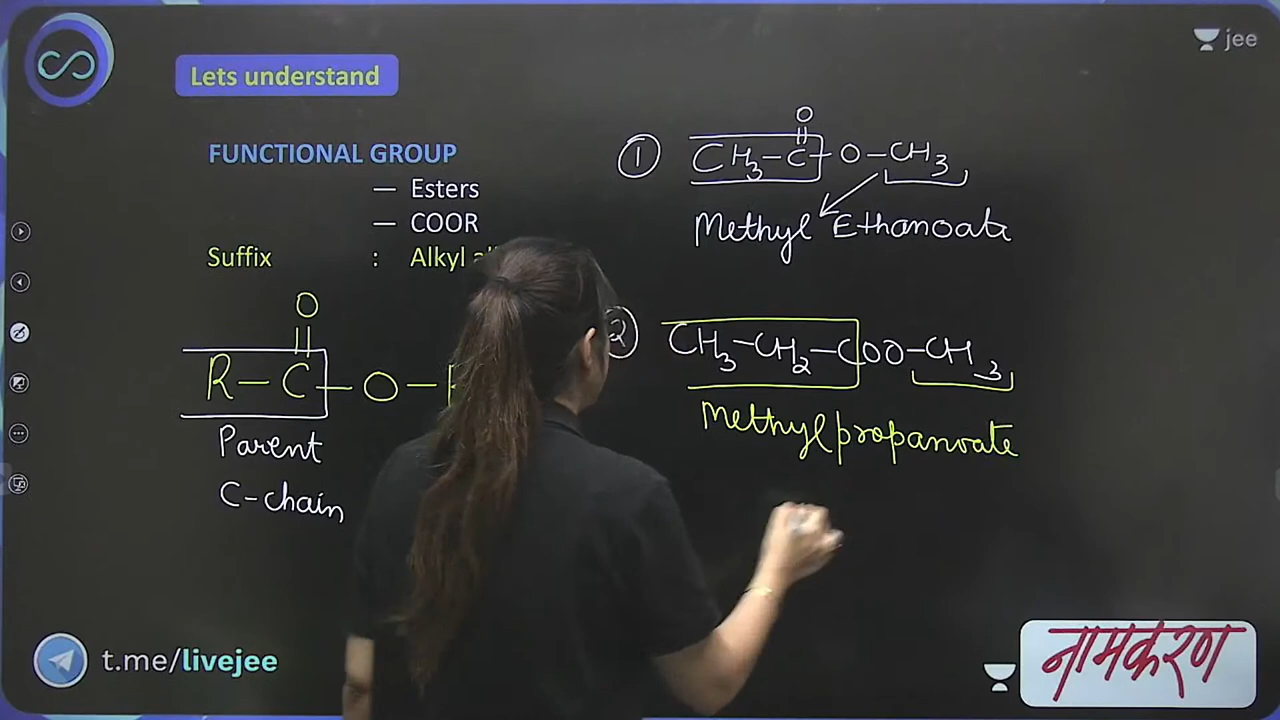 jee
Lets understand
FUNCTIONAL GROUP
— Esters
— COOR
Suffix : Alkyl
O
R — C — O —
Parent
C-chain
①
O
CH3 — C — O — CH3
Methyl Ethanoate
②
CH3 — CH2 — COO — CH3
Methyl propanoate
t.me/livejee
नामकरण